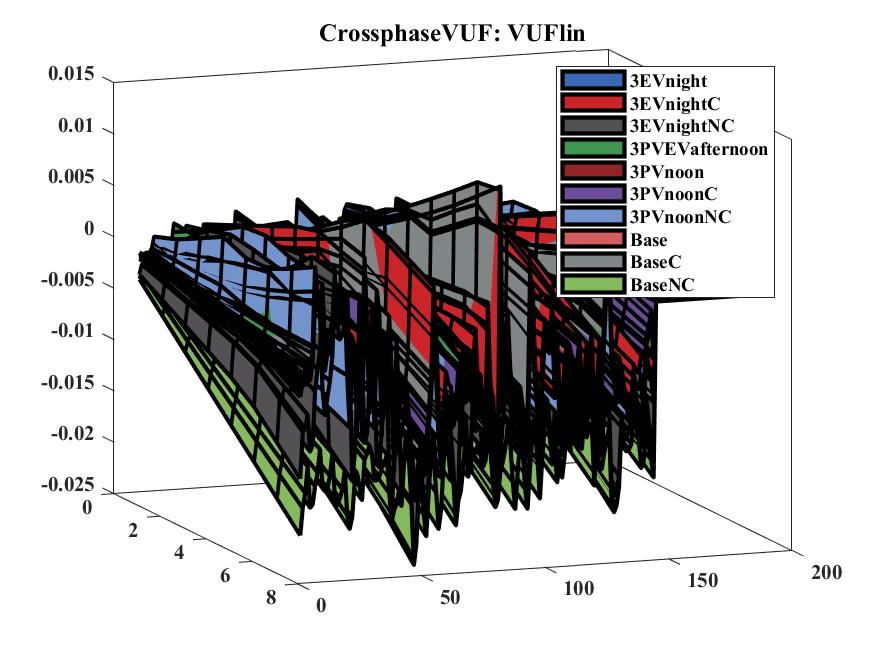 CrossphaseVUF: VUFlin
0.015
0.01
0.005
0
-0.005
-0.01
-0.015
-0.02
-0.025
3EVnight
3EVnightC
3EVnightNC
3PVEVafternoon
3PVnoon
3PVnoonC
3PVnoonNC
Base
BaseC
BaseNC
0
2
4
6
8
0
50
100
150
200